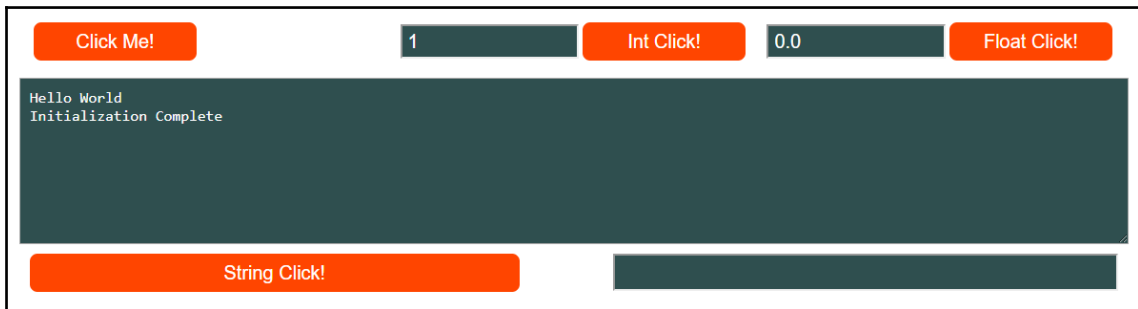 Click Me! 1 Int Click! 0.0 Float Click!
Hello World
Initialization Complete
String Click!